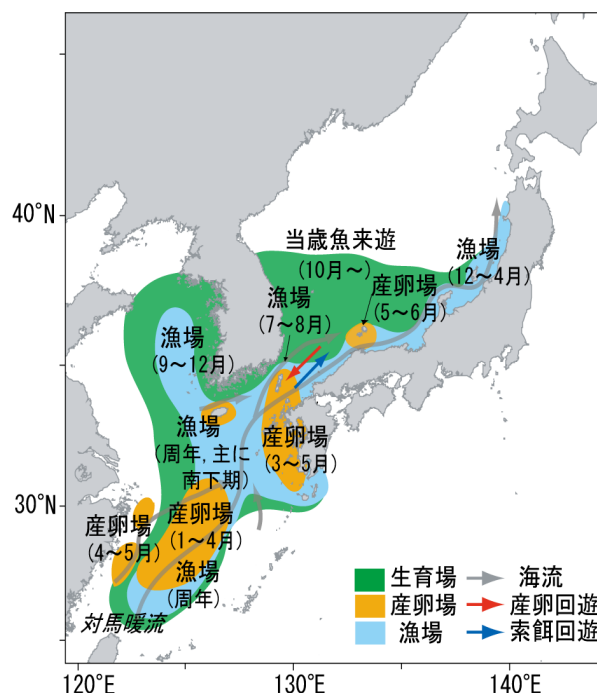 40°N
30°N
120°E
130°E
140°E
当歳魚来遊
(10月～)
漁場
(7～8月)
産卵場
(5～6月)
漁場
(12～4月)
漁場
(9～12月)
漁場
(周年,主に
南下期)
産卵場
(3～5月)
産卵場
(4～5月)
産卵場
(1～4月)
漁場
(周年)
対馬暖流
生育場
産卵場
漁場
海流
産卵回遊
索餌回遊